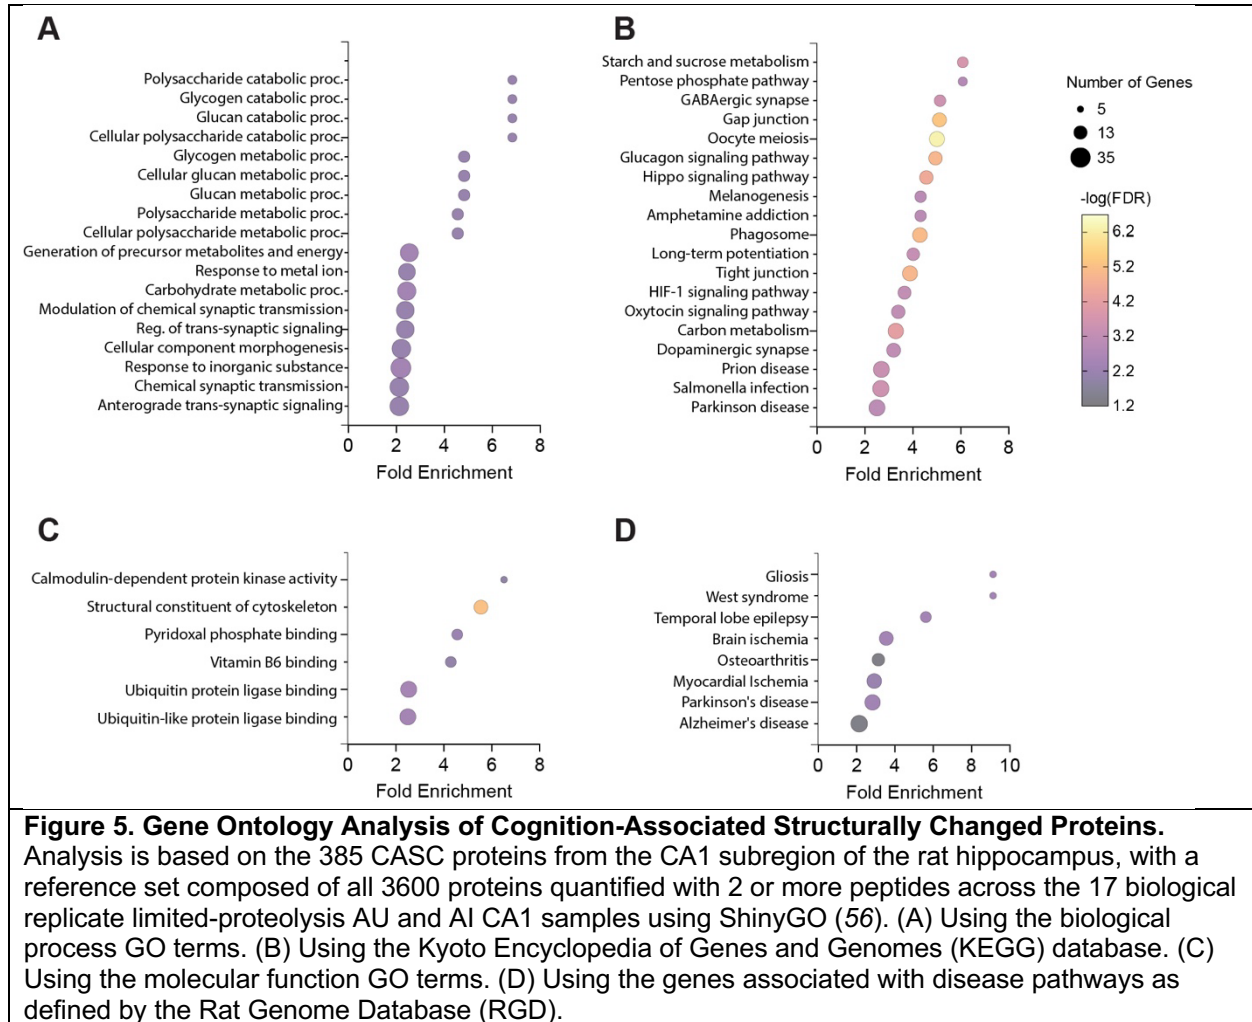 A
Polysaccharide catabolic proc.
Glycogen catabolic proc.
Glucan catabolic proc.
Cellular polysaccharide catabolic proc.
Glycogen metabolic proc.
Cellular glucan metabolic proc.
Glucan metabolic proc.
Polysaccharide metabolic proc.
Cellular polysaccharide metabolic proc.
Generation of precursor metabolites and energy
Response to metal ion
Carbohydrate metabolic proc.
Modulation of chemical synaptic transmission
Reg. of trans-synaptic signaling
Cellular component morphogenesis
Response to inorganic substance
Chemical synaptic transmission
Anterograde trans-synaptic signaling
0 2 4 6 8
Fold Enrichment
B
Starch and sucrose metabolism
Pentose phosphate pathway
GABAergic synapse
Gap junction
Oocyte meiosis
Glucagon signaling pathway
Hippo signaling pathway
Melanogenesis
Amphetamine addiction
Phagosome
Long-term potentiation
Tight junction
HIF-1 signaling pathway
Oxytocin signaling pathway
Carbon metabolism
Dopaminergic synapse
Prion disease
Salmonella infection
Parkinson disease
0 2 4 6 8
Fold Enrichment
Number of Genes
5
13
35
-log(FDR)
6.2
5.2
4.2
3.2
2.2
1.2
C
Calmodulin-dependent protein kinase activity
Structural constituent of cytoskeleton
Pyridoxal phosphate binding
Vitamin B6 binding
Ubiquitin protein ligase binding
Ubiquitin-like protein ligase binding
0 2 4 6 8
Fold Enrichment
D
Gliosis
West syndrome
Temporal lobe epilepsy
Brain ischemia
Osteoarthritis
Myocardial Ischemia
Parkinson's disease
Alzheimer's disease
0 2 4 6 8 10
Fold Enrichment
Figure 5. Gene Ontology Analysis of Cognition-Associated Structurally Changed Proteins.
Analysis is based on the 385 CASC proteins from the CA1 subregion of the rat hippocampus, with a
reference set composed of all 3600 proteins quantified with 2 or more peptides across the 17 biological
replicate limited-proteolysis AU and AI CA1 samples using ShinyGO (56). (A) Using the biological
process GO terms. (B) Using the Kyoto Encyclopedia of Genes and Genomes (KEGG) database. (C)
Using the molecular function GO terms. (D) Using the genes associated with disease pathways as
defined by the Rat Genome Database (RGD).